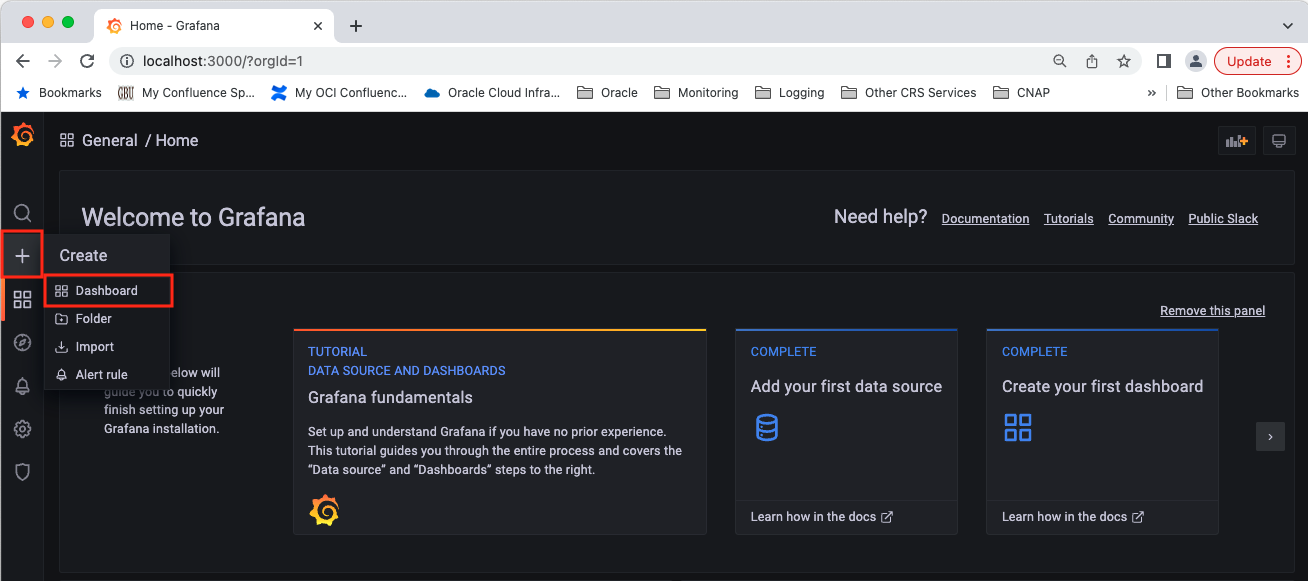 Home - Grafana
localhost:3000/?orgId=1
Update
Bookmarks
GBU My Confluence Sp...
My OCI Confluenc...
Oracle Cloud Infra...
Oracle
Monitoring
Logging
Other CRS Services
CNAP
»
Other Bookmarks
General / Home
Welcome to Grafana
Need help? Documentation Tutorials Community Public Slack
Create
Dashboard
Folder
Import
Alert rule
Remove this panel
below will
guide you to quickly
finish setting up your
Grafana installation.
TUTORIAL
DATA SOURCE AND DASHBOARDS
Grafana fundamentals
Set up and understand Grafana if you have no prior experience.
This tutorial guides you through the entire process and covers the
“Data source” and “Dashboards” steps to the right.
COMPLETE
Add your first data source
Learn how in the docs
COMPLETE
Create your first dashboard
Learn how in the docs